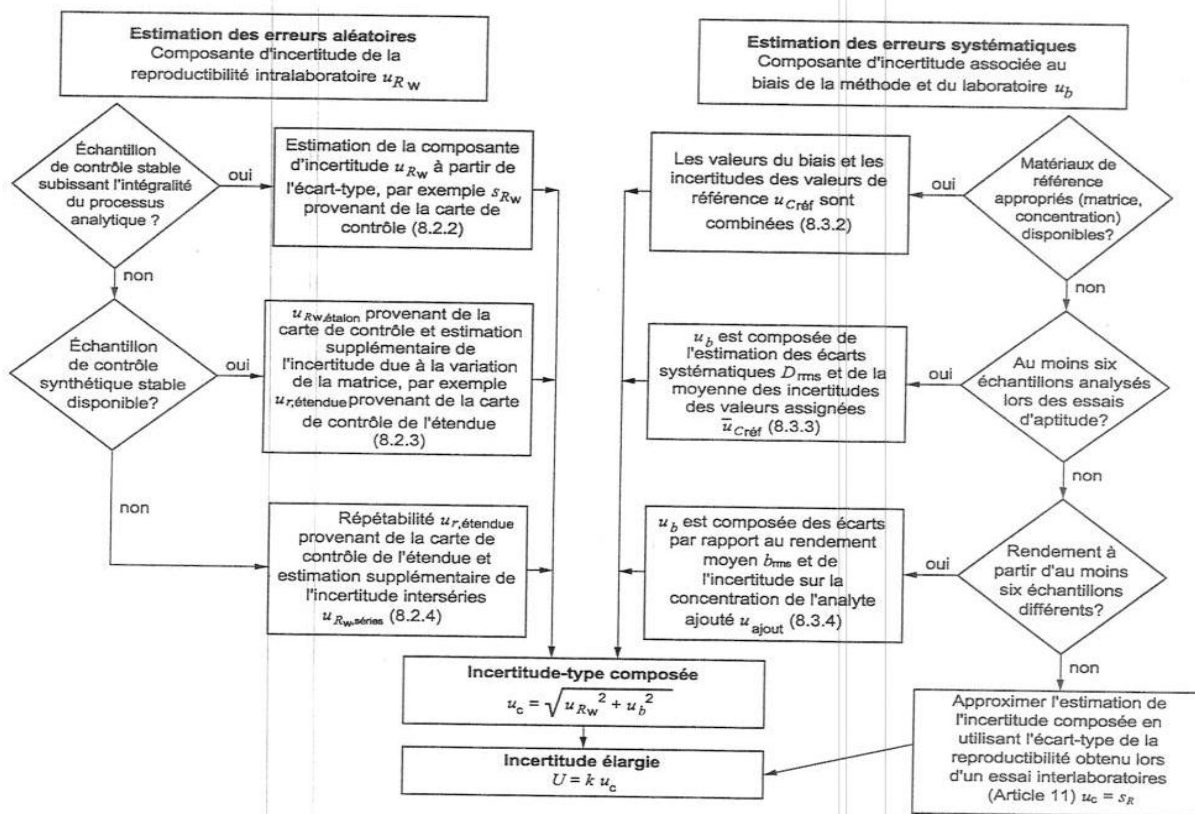 Estimation des erreurs aléatoires
Composante d'incertitude de la
reproductibilité intralaboratoire u_Rw
Estimation des erreurs systématiques
Composante d'incertitude associée au
biais de la méthode et du laboratoire u_b
Échantillon
de contrôle stable
subissant l'intégralité
du processus
analytique ?
oui
Estimation de la composante
d'incertitude u_Rw à partir de
l'écart-type, par exemple s_Rw
provenant de la carte de
contrôle (8.2.2)
Les valeurs du biais et les
incertitudes des valeurs de
référence u_Créf sont
combinées (8.3.2)
oui
Matériaux de
référence
appropriés (matrice,
concentration)
disponibles?
non
non
Échantillon
de contrôle
synthétique stable
disponible?
oui
u_Rw,étalon provenant de la
carte de contrôle et estimation
supplémentaire de
l'incertitude due à la variation
de la matrice, par exemple
u_r,étendue provenant de la carte
de contrôle de l'étendue
(8.2.3)
u_b est composée de
l'estimation des écarts
systématiques D_rms et de la
moyenne des incertitudes
des valeurs assignées
u̅_Créf (8.3.3)
oui
Au moins six
échantillons analysés
lors des essais
d'aptitude?
non
non
Répétabilité u_r,étendue
provenant de la carte de
contrôle de l'étendue et
estimation supplémentaire de
l'incertitude interséries
u_Rw,séries (8.2.4)
u_b est composée des écarts
par rapport au rendement
moyen b_rms et de
l'incertitude sur la
concentration de l'analyte
ajouté u_ajout (8.3.4)
oui
Rendement à
partir d'au moins
six échantillons
différents?
non
Incertitude-type composée
u_c = √(u_Rw² + u_b²)
Incertitude élargie
U = k u_c
Approximer l'estimation de
l'incertitude composée en
utilisant l'écart-type de la
reproductibilité obtenu lors
d'un essai interlaboratoires
(Article 11) u_c = s_R